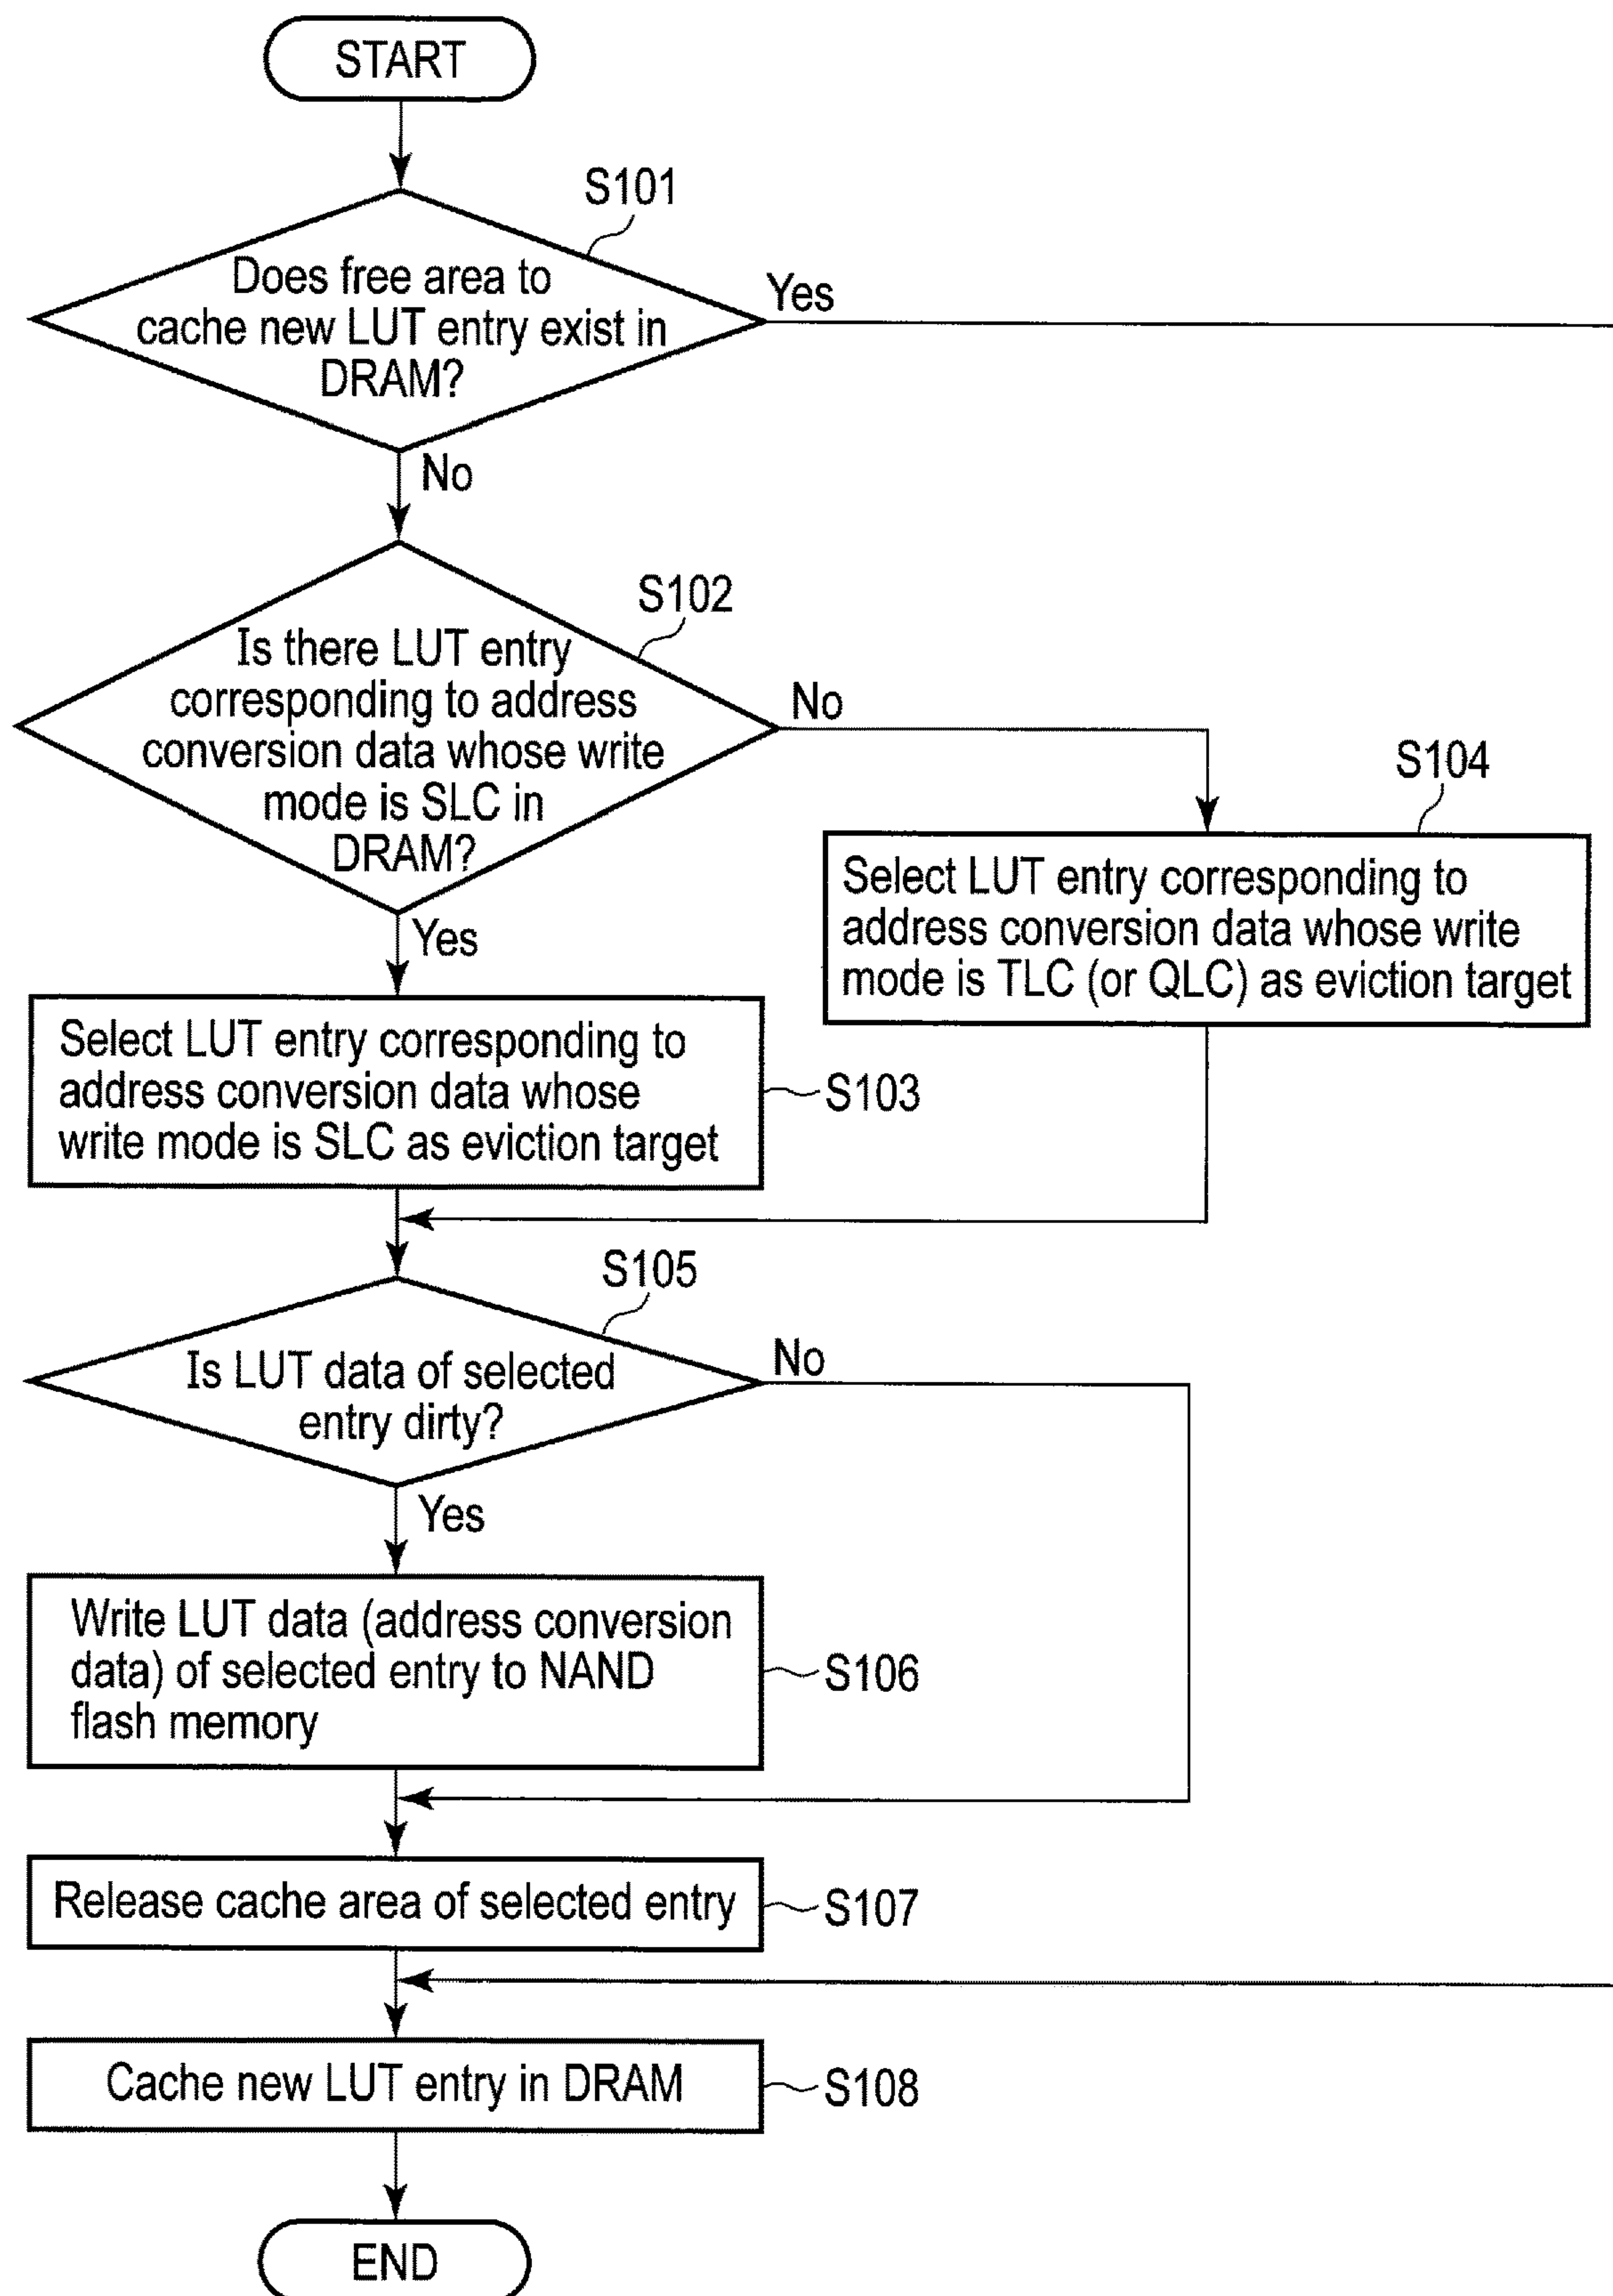 START
S101
Does free area to
cache new LUT entry exist in
DRAM?
Yes
No
S102
Is there LUT entry
corresponding to address
conversion data whose write
mode is SLC in
DRAM?
No
S104
Select LUT entry corresponding to
address conversion data whose write
mode is TLC (or QLC) as eviction target
Yes
Select LUT entry corresponding to
address conversion data whose
write mode is SLC as eviction target
S103
S105
Is LUT data of selected
entry dirty?
No
Yes
Write LUT data (address conversion
data) of selected entry to NAND
flash memory
S106
Release cache area of selected entry
S107
Cache new LUT entry in DRAM
S108
END